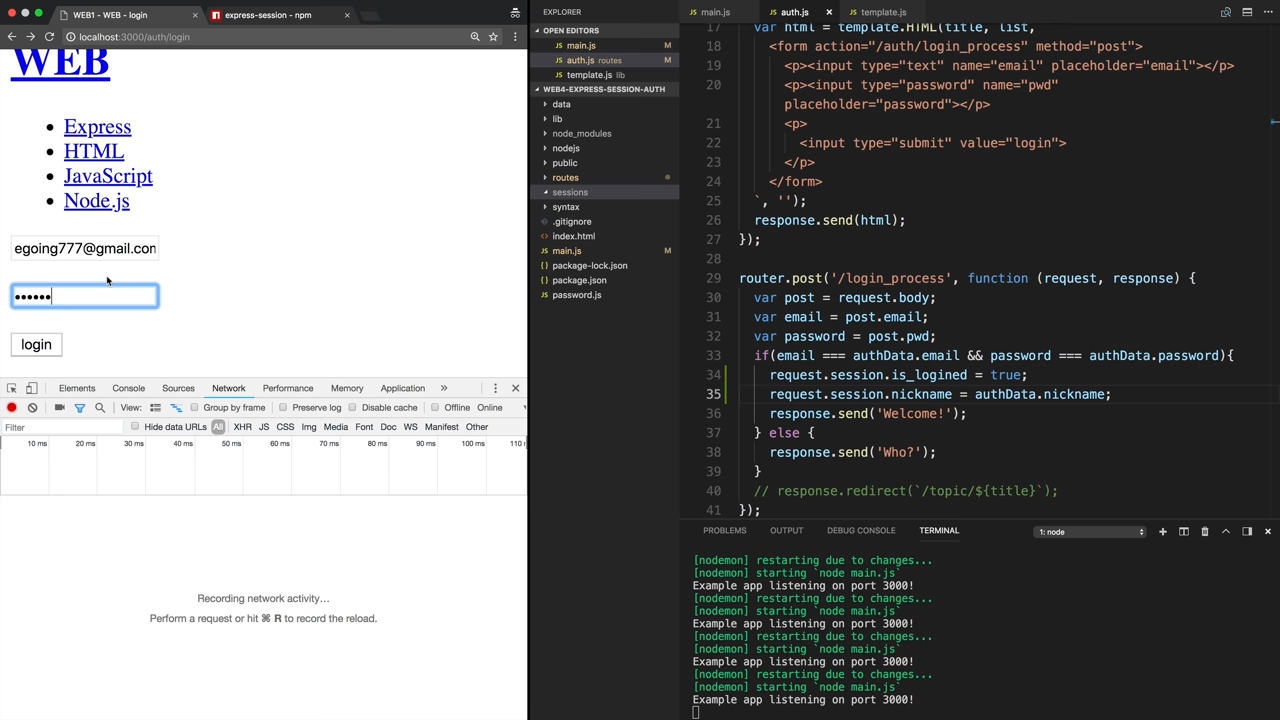 WEB1 - WEB - login
express-session - npm
localhost:3000/auth/login
WEB
Express
HTML
JavaScript
Node.js
egoing777@gmail.con
••••••
login
Elements Console Sources Network Performance Memory Application
View: Group by frame Preserve log Disable cache Offline Online
Filter Hide data URLs All XHR JS CSS Img Media Font Doc WS Manifest Other
10 ms 20 ms 30 ms 40 ms 50 ms 60 ms 70 ms 80 ms 90 ms 100 ms 110
Recording network activity…
Perform a request or hit ⌘ R to record the reload.
EXPLORER
OPEN EDITORS
JS main.js M
JS auth.js routes M
JS template.js lib
WEB4-EXPRESS-SESSION-AUTH
data
lib
node_modules
nodejs
public
routes
sessions
syntax
.gitignore
<> index.html
JS main.js M
{} package-lock.json
{} package.json
JS password.js
JS main.js JS auth.js JS template.js
17 var html = template.HTML(title, list,
18 <form action="/auth/login_process" method="post">
19 <p><input type="text" name="email" placeholder="email"></p>
20 <p><input type="password" name="pwd"
placeholder="password"></p>
21 <p>
22 <input type="submit" value="login">
23 </p>
24 </form>
25 `, '');
26 response.send(html);
27 });
28
29 router.post('/login_process', function (request, response) {
30 var post = request.body;
31 var email = post.email;
32 var password = post.pwd;
33 if(email === authData.email && password === authData.password){
34 request.session.is_logined = true;
35 request.session.nickname = authData.nickname;
36 response.send('Welcome!');
37 } else {
38 response.send('Who?');
39 }
40 // response.redirect(`/topic/${title}`);
41 });
PROBLEMS OUTPUT DEBUG CONSOLE TERMINAL 1: node
[nodemon] restarting due to changes...
[nodemon] starting `node main.js`
Example app listening on port 3000!
[nodemon] restarting due to changes...
[nodemon] starting `node main.js`
Example app listening on port 3000!
[nodemon] restarting due to changes...
[nodemon] starting `node main.js`
Example app listening on port 3000!
[nodemon] restarting due to changes...
[nodemon] starting `node main.js`
Example app listening on port 3000!